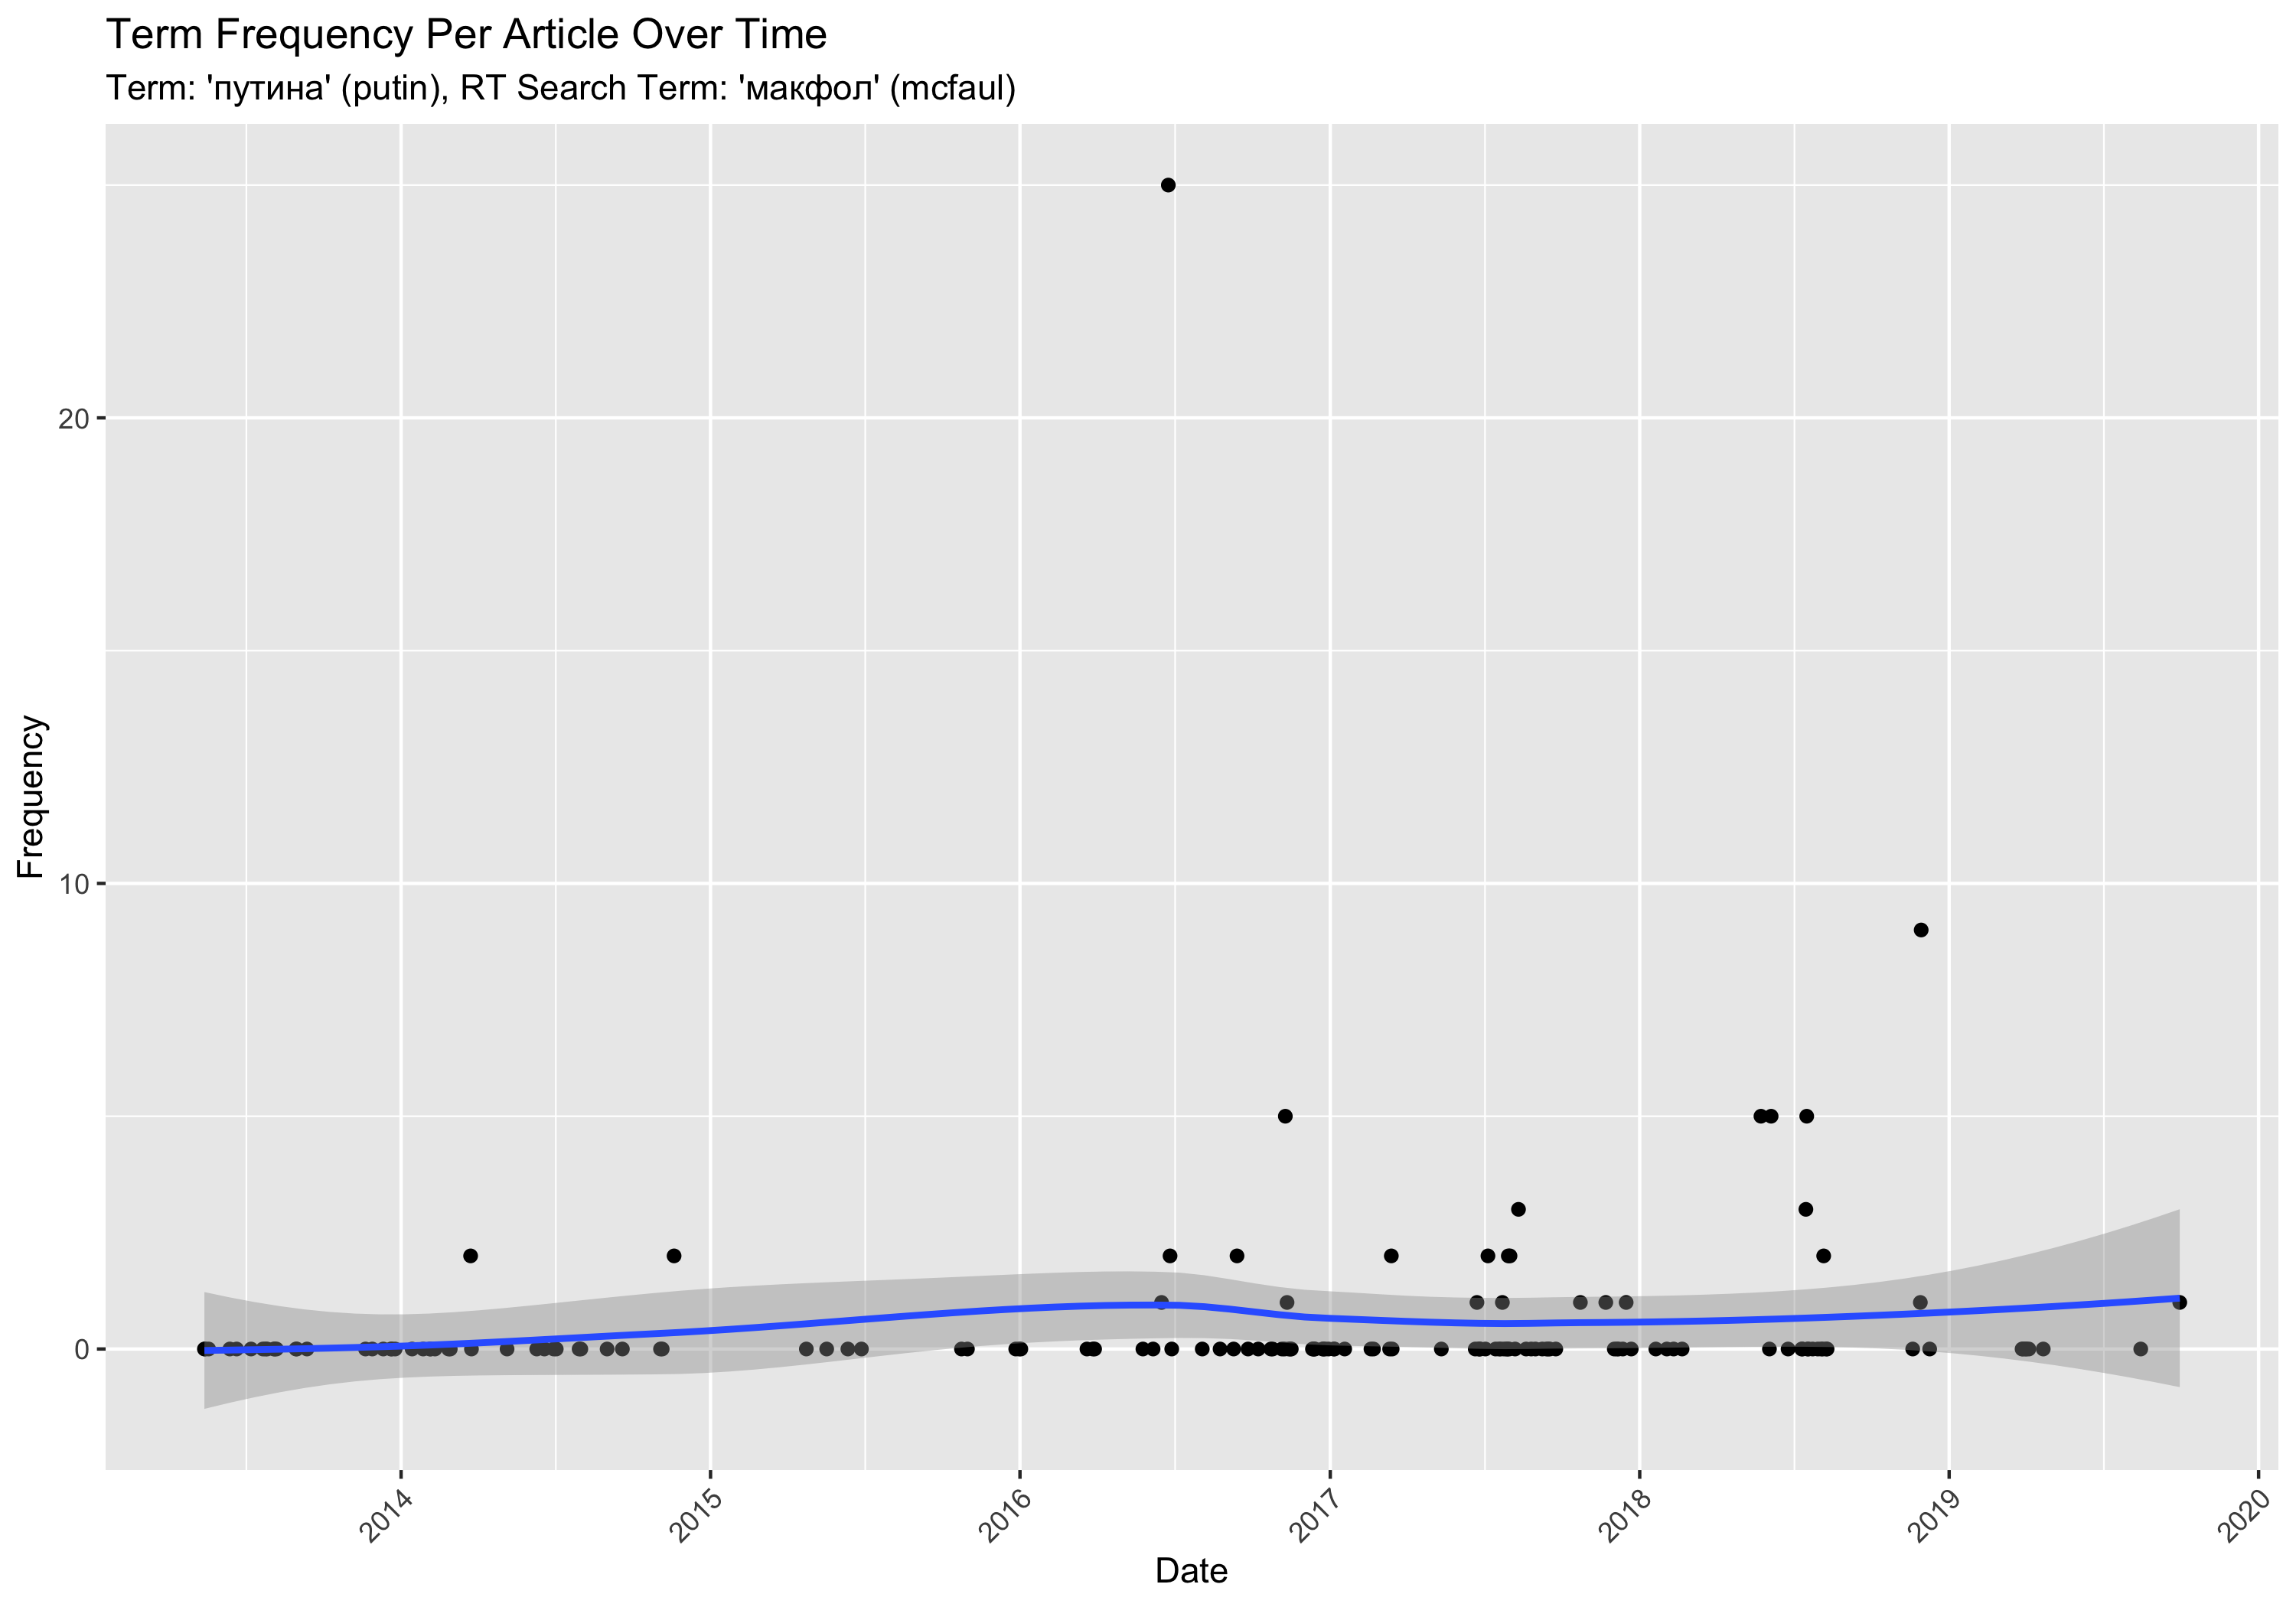 Term Frequency Per Article Over Time
Term: 'путина' (putin), RT Search Term: 'макфол' (mcfaul)
Frequency
20
10
0
2014
2015
2016
2017
2018
2019
2020
Date